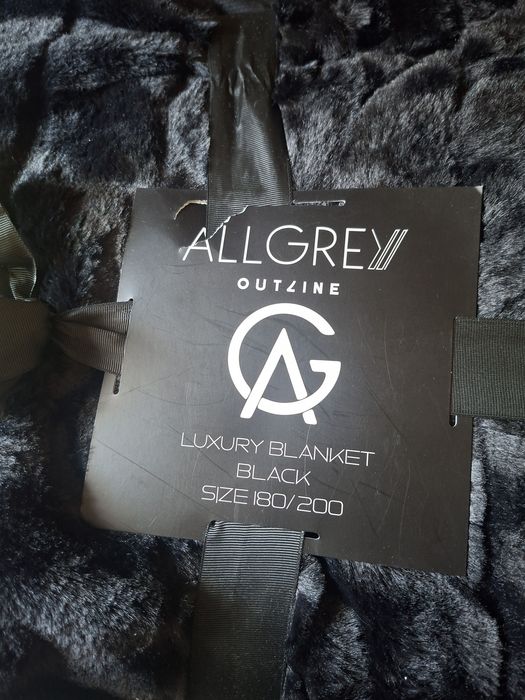 ALLGREY
OUTLINE
GA
LUXURY BLANKET
BLACK
SIZE 180/200